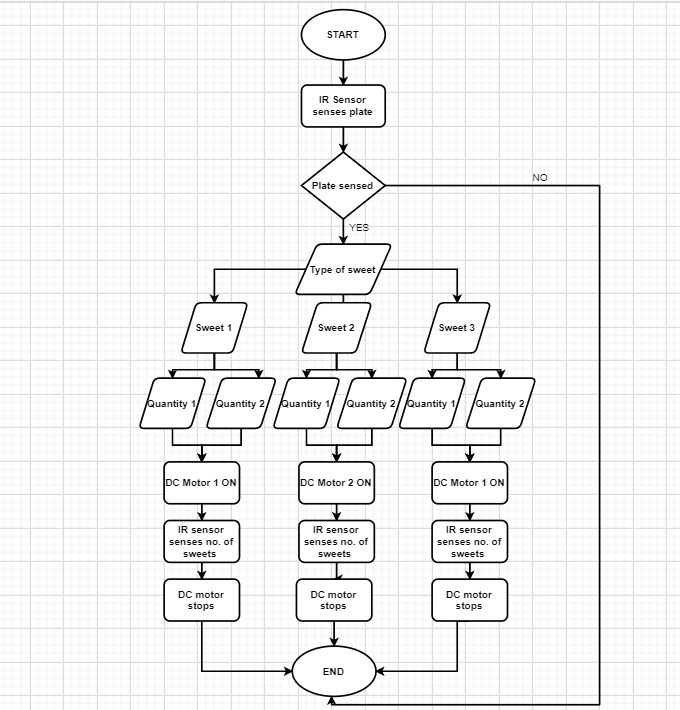 START
IR Sensor
senses plate
Plate sensed
NO
YES
Type of sweet
Sweet 1
Sweet 2
Sweet 3
Quantity 1
Quantity 2
Quantity 1
Quantity 2
Quantity 1
Quantity 2
DC Motor 1 ON
DC Motor 2 ON
DC Motor 1 ON
IR sensor
senses no. of
sweets
IR sensor
senses no. of
sweets
IR sensor
senses no. of
sweets
DC motor
stops
DC motor
stops
DC motor
stops
END